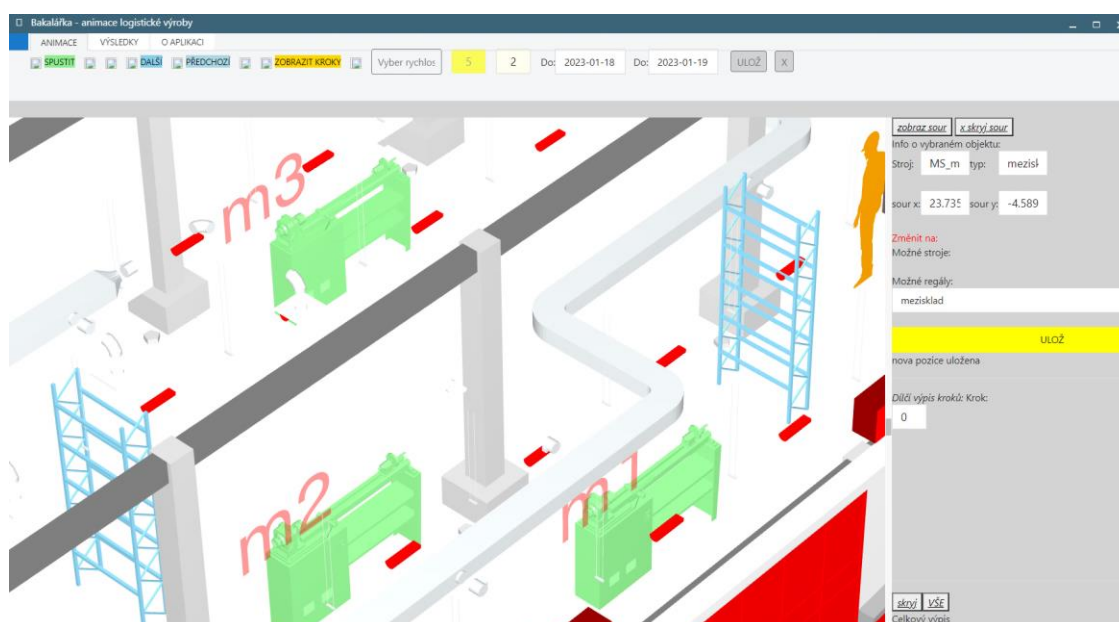 Bakalářka - animace logistické výroby
ANIMACE VÝSLEDKY O APLIKACI
SPUSTIT DALŠÍ PŘEDCHOZÍ ZOBRAZIT KROKY Vyber rychlos 5 2 Do: 2023-01-18 Do: 2023-01-19 ULOŽ X
zobraz sour x skryj sour
Info o vybraném objektu:
Stroj: MS_m typ: mezisk
sour x: 23.735 sour y: -4.589
Změnit na:
Možné stroje:
Možné regály:
mezisklad
ULOŽ
nova pozice uložena
Dílčí výpis kroků: Krok:
0
skryj VŠE
Celkový výpis
m3
m2
m1